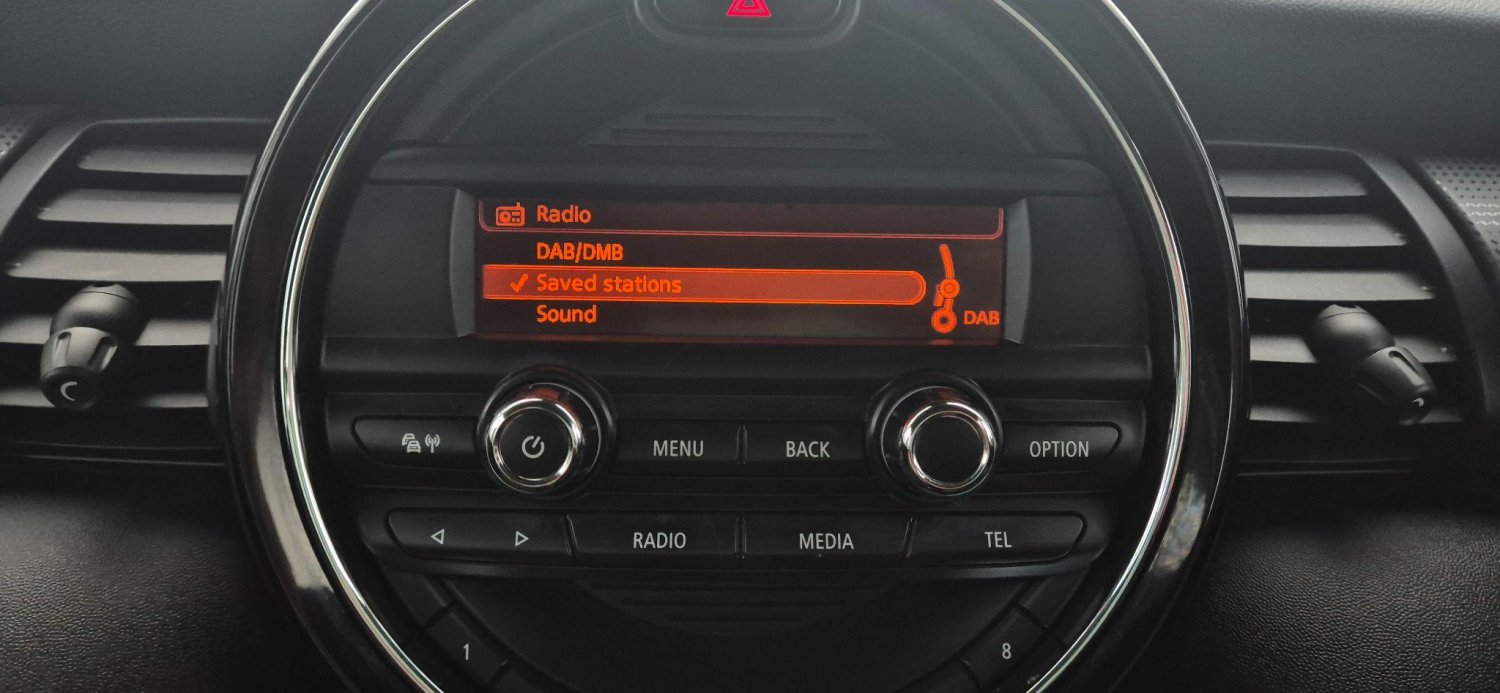 Radio
DAB/DMB
Saved stations
Sound
DAB
MENU
BACK
OPTION
RADIO
MEDIA
TEL
1
8